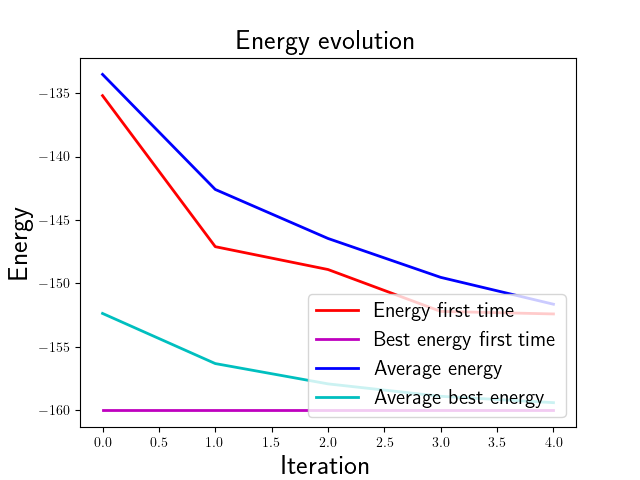 Energy evolution
Energy
−135
−140
−145
−150
−155
−160
Energy first time
Best energy first time
Average energy
Average best energy
0.0 0.5 1.0 1.5 2.0 2.5 3.0 3.5 4.0
Iteration